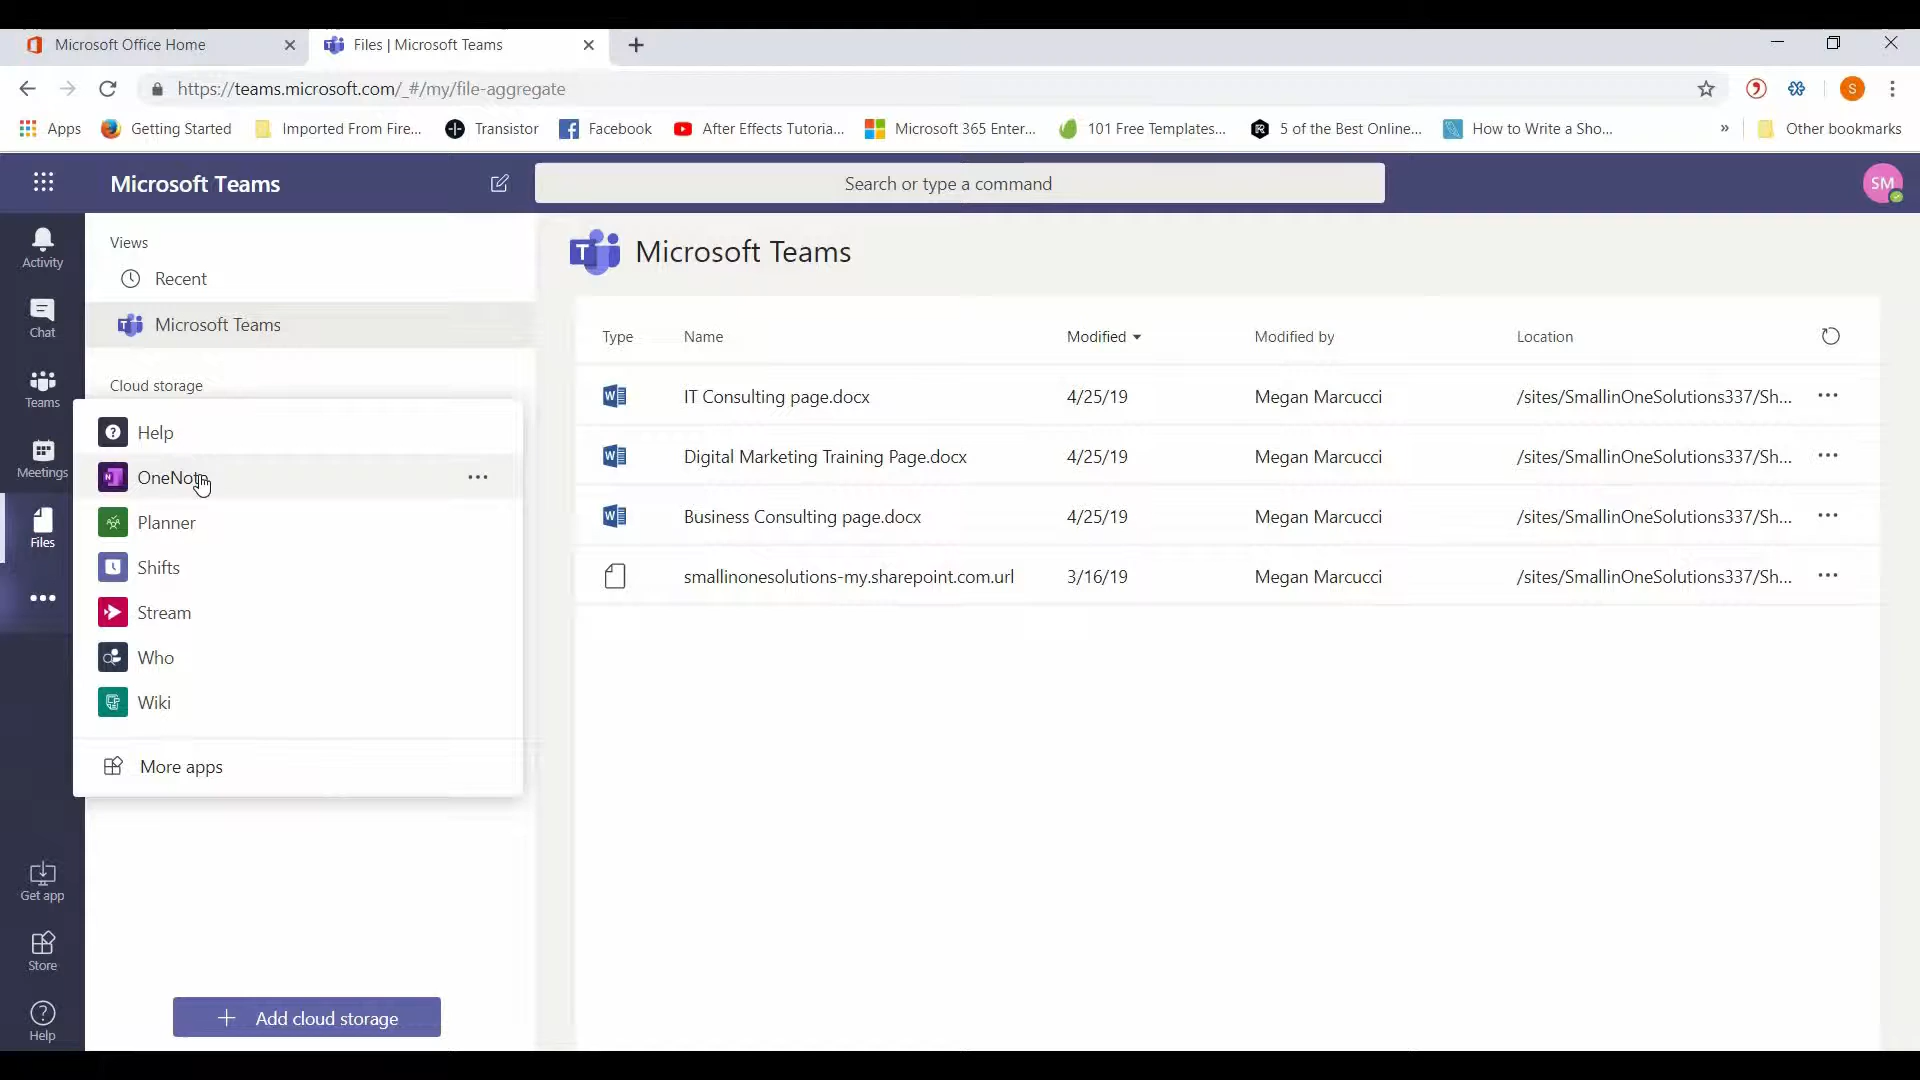 Microsoft Office Home
Files | Microsoft Teams
https://teams.microsoft.com/_#/my/file-aggregate
S
Apps
Getting Started
Imported From Fire...
Transistor
Facebook
After Effects Tutoria...
Microsoft 365 Enter...
101 Free Templates...
5 of the Best Online...
How to Write a Sho...
»
Other bookmarks
Microsoft Teams
Search or type a command
SM
Activity
Chat
Teams
Meetings
Files
Get app
Store
Help
Views
Recent
Microsoft Teams
Cloud storage
Help
OneNote
Planner
Shifts
Stream
Who
Wiki
More apps
+ Add cloud storage
Microsoft Teams
Type Name Modified Modified by Location
IT Consulting page.docx 4/25/19 Megan Marcucci /sites/SmallinOneSolutions337/Sh...
Digital Marketing Training Page.docx 4/25/19 Megan Marcucci /sites/SmallinOneSolutions337/Sh...
Business Consulting page.docx 4/25/19 Megan Marcucci /sites/SmallinOneSolutions337/Sh...
smallinonesolutions-my.sharepoint.com.url 3/16/19 Megan Marcucci /sites/SmallinOneSolutions337/Sh...